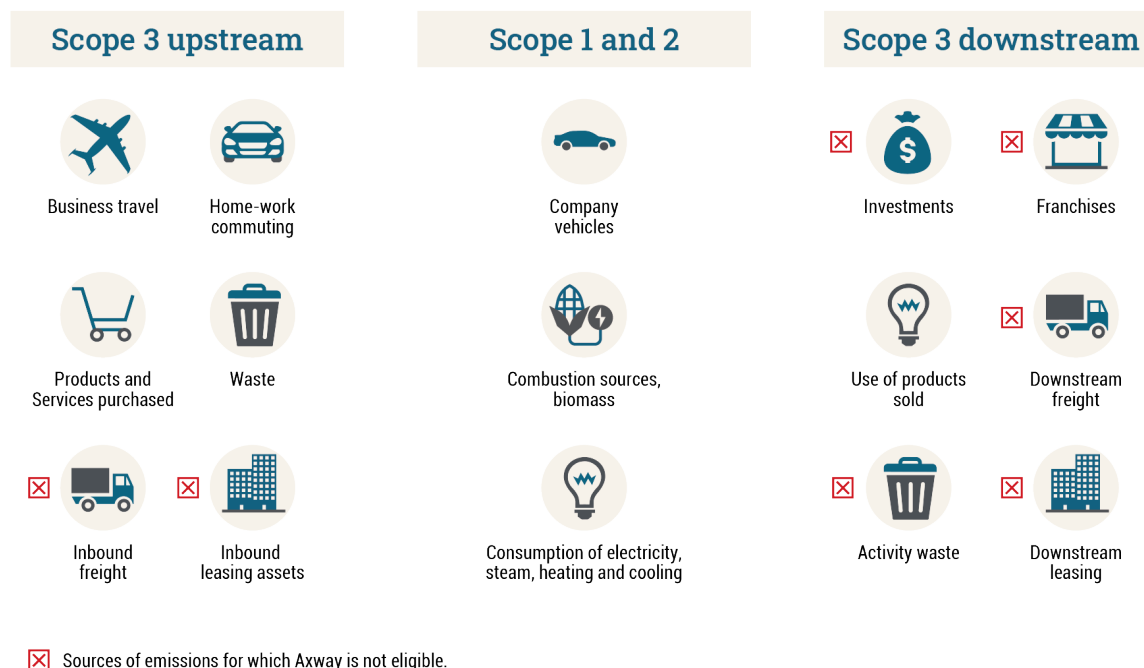 Scope 3 upstream
Scope 1 and 2
Scope 3 downstream
Business travel
Home-work
commuting
Company
vehicles
Investments
Franchises
Products and
Services purchased
Waste
Combustion sources,
biomass
Use of products
sold
Downstream
freight
Inbound
freight
Inbound
leasing assets
Consumption of electricity,
steam, heating and cooling
Activity waste
Downstream
leasing
Sources of emissions for which Axway is not eligible.